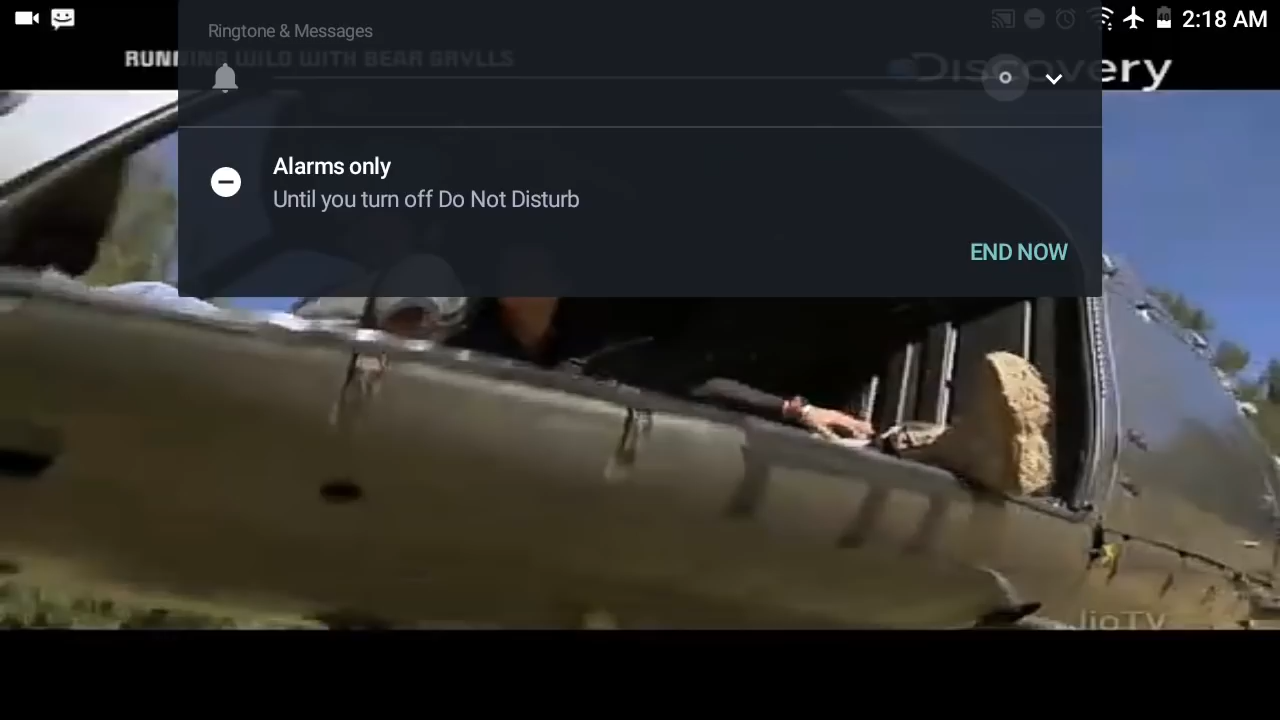 2:18 AM
Ringtone & Messages
RUNNING WILD WITH BEAR GRYLLS
Discovery
Alarms only
Until you turn off Do Not Disturb
END NOW
JioTV